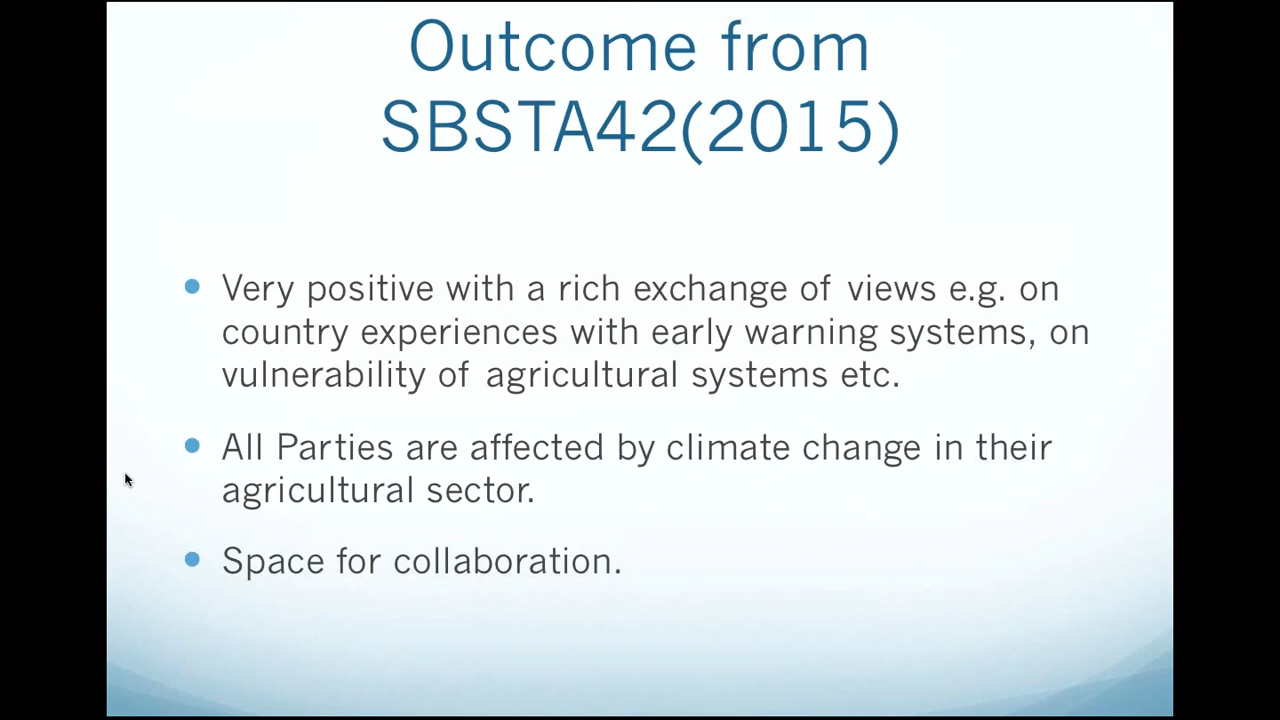 Outcome from
SBSTA42(2015)
Very positive with a rich exchange of views e.g. on
country experiences with early warning systems, on
vulnerability of agricultural systems etc.
All Parties are affected by climate change in their
agricultural sector.
Space for collaboration.